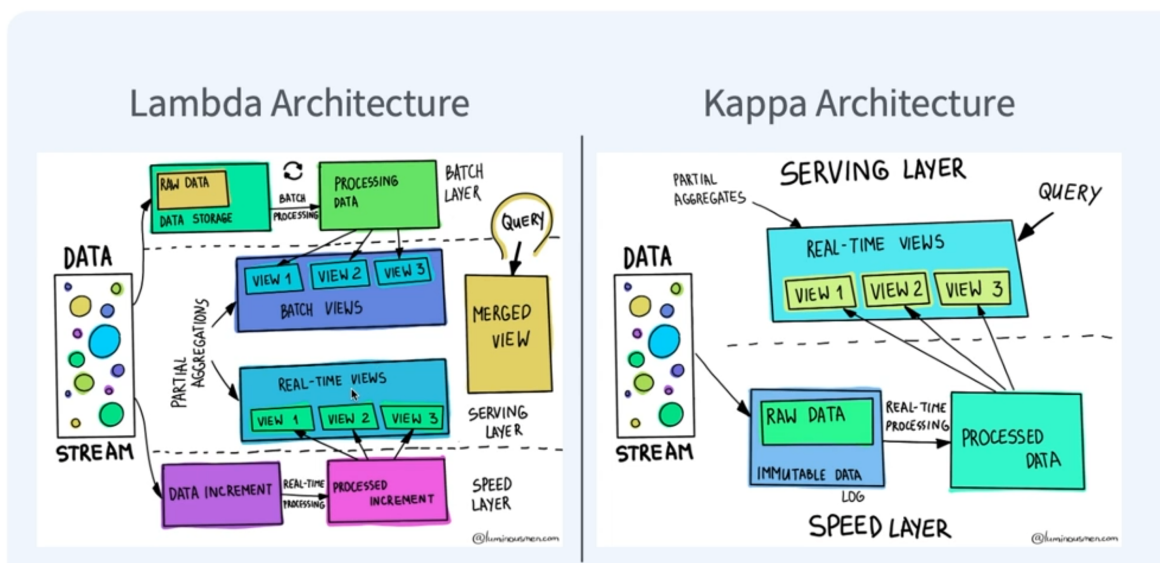 Lambda Architecture
RAW DATA
DATA STORAGE
BATCH
PROCESSING
PROCESSING
DATA
BATCH
LAYER
QUERY
DATA
STREAM
VIEW 1
VIEW 2
VIEW 3
BATCH VIEWS
PARTIAL
AGGREGATIONS
MERGED
VIEW
REAL-TIME VIEWS
VIEW 1
VIEW 2
VIEW 3
SERVING
LAYER
DATA INCREMENT
REAL-TIME
PROCESSING
PROCESSED
INCREMENT
SPEED
LAYER
@luminousmen.com
Kappa Architecture
SERVING LAYER
PARTIAL
AGGREGATES
QUERY
REAL-TIME VIEWS
VIEW 1
VIEW 2
VIEW 3
DATA
STREAM
RAW DATA
IMMUTABLE DATA
LOG
REAL-TIME
PROCESSING
PROCESSED
DATA
SPEED LAYER
@luminousmen.com